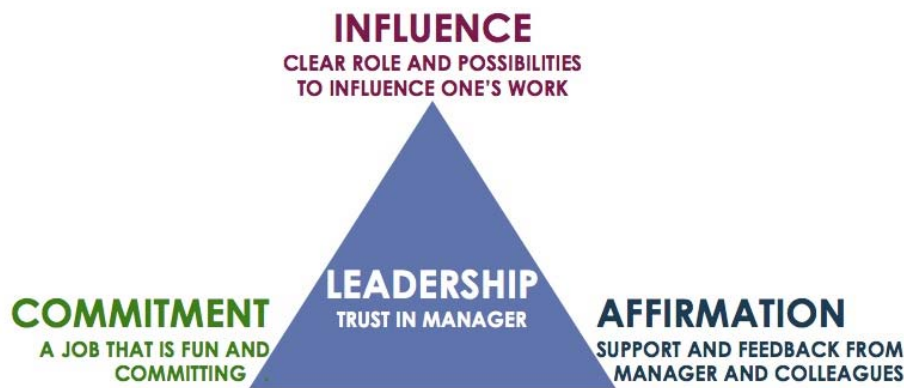 INFLUENCE
CLEAR ROLE AND POSSIBILITIES
TO INFLUENCE ONE'S WORK
LEADERSHIP
TRUST IN MANAGER
COMMITMENT
A JOB THAT IS FUN AND
COMMITTING .
AFFIRMATION
SUPPORT AND FEEDBACK FROM
MANAGER AND COLLEAGUES